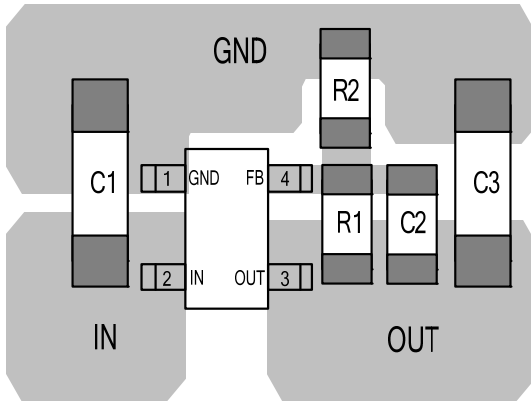 GND
R2
C1
1 GND FB 4
R1 C2 C3
2 IN OUT 3
IN
OUT